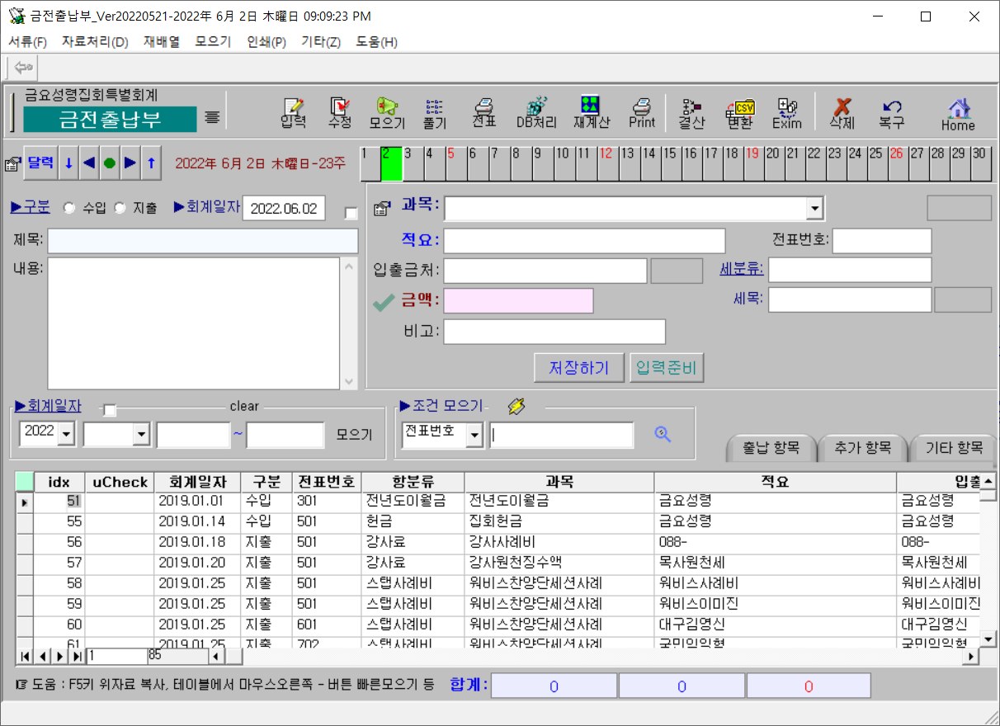 금전출납부_Ver20220521-2022年 6月 2日 木曜日 09:09:23 PM
서류(F) 자료처리(D) 재배열 모으기 인쇄(P) 기타(Z) 도움(H)
금요성령집회특별회계
금전출납부
입력 수정 모으기 풀기 전표 DB처리 재계산 Print 결산 변환 Exim 삭제 복구 Home
CSV
달력 2022年 6月 2日 木曜日-23주
1 2 3 4 5 6 7 8 9 10 11 12 13 14 15 16 17 18 19 20 21 22 23 24 25 26 27 28 29 30
▶구분 수입 지출 ▶회계일자 2022.06.02
과목:
제목:
적요: 전표번호:
내용:
입출금처: 세분류:
금액: 세목:
비고:
저장하기 입력준비
▶회계일자 clear
▶조건 모으기
2022 ~ 모으기
전표번호
출납 항목 추가 항목 기타 항목
idx uCheck 회계일자 구분 전표번호 항분류 과목 적요 입출
51 2019.01.01 수입 301 전년도이월금 전년도이월금 금요성령 금요성령
55 2019.01.14 수입 501 헌금 집회헌금 금요성령 금요성령
56 2019.01.18 지출 501 강사료 강사사례비 088- 088-
57 2019.01.20 지출 501 강사료 강사원천징수액 목사원천세 목사원천세
58 2019.01.25 지출 501 스탭사례비 워비스찬양단세션사례 워비스사례비 워비스사례비
59 2019.01.25 지출 501 스탭사례비 워비스찬양단세션사례 워비스이미진 워비스이미진
60 2019.01.25 지출 601 스탭사례비 워비스찬양단세션사례 대구김영신 대구김영신
61 2019.01.25 지출 702 스탭사례비 워비스찬양단세션사례
1 85
☞ 도움 : F5키 위자료 복사, 테이블에서 마우스오른쪽 - 버튼 빠른모으기 등 합계: 0 0 0